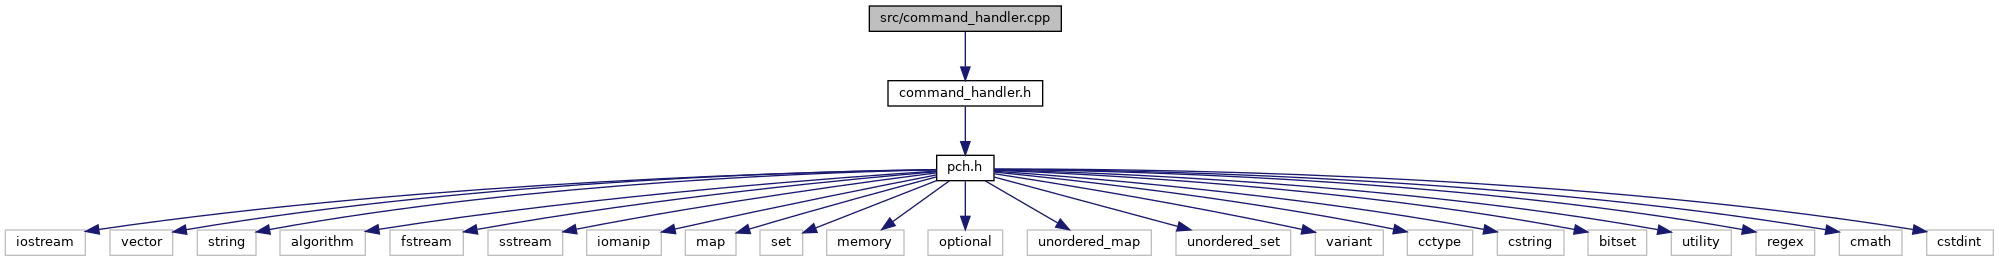 src/command_handler.cpp
command_handler.h
pch.h
iostream
vector
string
algorithm
fstream
sstream
iomanip
map
set
memory
optional
unordered_map
unordered_set
variant
cctype
cstring
bitset
utility
regex
cmath
cstdint